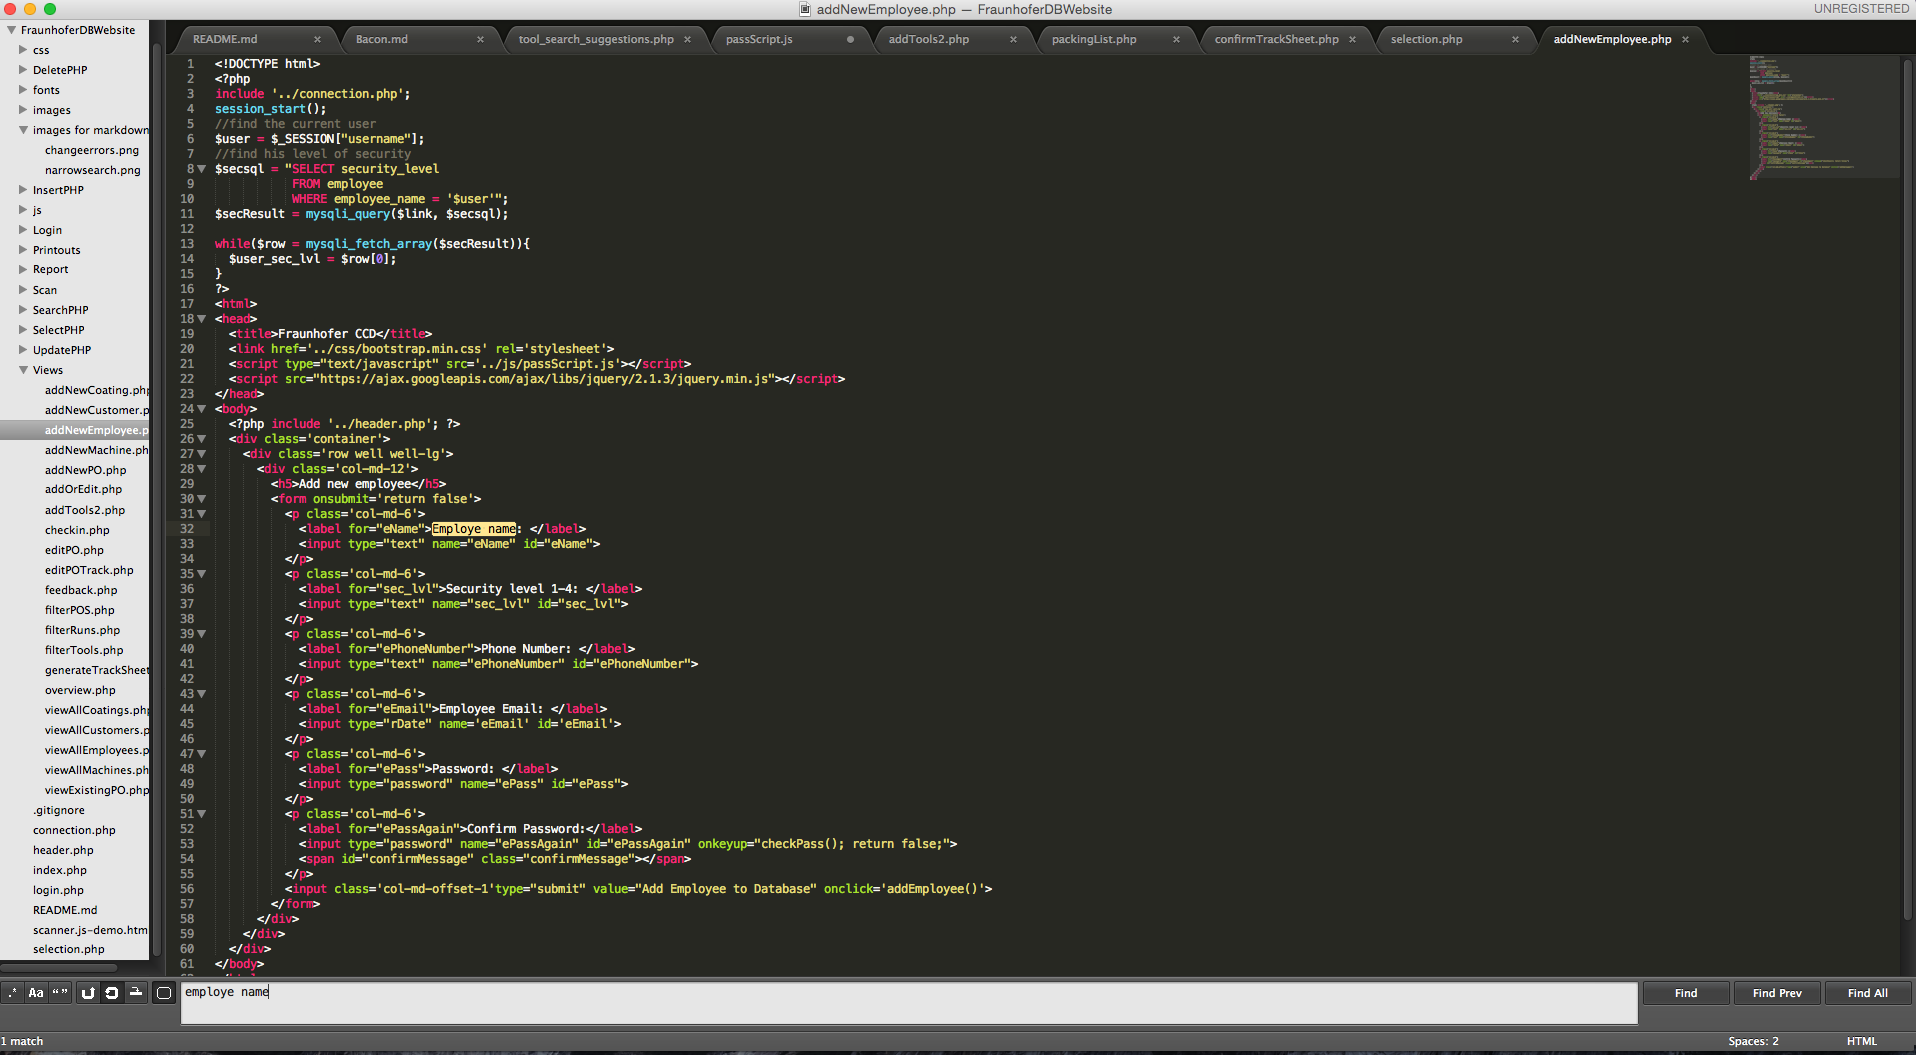 addNewEmployee.php — FraunhoferDBWebsite
UNREGISTERED
FraunhoferDBWebsite
css
DeletePHP
fonts
images
images for markdown
changeerrors.png
narrowsearch.png
InsertPHP
js
Login
Printouts
Report
Scan
SearchPHP
SelectPHP
UpdatePHP
Views
addNewCoating.php
addNewCustomer.p
addNewEmployee.p
addNewMachine.ph
addNewPO.php
addOrEdit.php
addTools2.php
checkin.php
editPO.php
editPOTrack.php
feedback.php
filterPOS.php
filterRuns.php
filterTools.php
generateTrackSheet
overview.php
viewAllCoatings.php
viewAllCustomers.p
viewAllEmployees.p
viewAllMachines.ph
viewExistingPO.php
.gitignore
connection.php
header.php
index.php
login.php
README.md
scanner.js-demo.htm
selection.php
README.md × Bacon.md × tool_search_suggestions.php × passScript.js addTools2.php × packingList.php × confirmTrackSheet.php × selection.php × addNewEmployee.php ×
1 <!DOCTYPE html>
2 <?php
3 include '../connection.php';
4 session_start();
5 //find the current user
6 $user = $_SESSION["username"];
7 //find his level of security
8 $secsql = "SELECT security_level
9 FROM employee
10 WHERE employee_name = '$user'";
11 $secResult = mysqli_query($link, $secsql);
12
13 while($row = mysqli_fetch_array($secResult)){
14 $user_sec_lvl = $row[0];
15 }
16 ?>
17 <html>
18 <head>
19 <title>Fraunhofer CCD</title>
20 <link href='../css/bootstrap.min.css' rel='stylesheet'>
21 <script type="text/javascript" src='../js/passScript.js'></script>
22 <script src="https://ajax.googleapis.com/ajax/libs/jquery/2.1.3/jquery.min.js"></script>
23 </head>
24 <body>
25 <?php include '../header.php'; ?>
26 <div class='container'>
27 <div class='row well well-lg'>
28 <div class='col-md-12'>
29 <h5>Add new employee</h5>
30 <form onsubmit='return false'>
31 <p class='col-md-6'>
32 <label for="eName">Employe name: </label>
33 <input type="text" name="eName" id="eName">
34 </p>
35 <p class='col-md-6'>
36 <label for="sec_lvl">Security level 1-4: </label>
37 <input type="text" name="sec_lvl" id="sec_lvl">
38 </p>
39 <p class='col-md-6'>
40 <label for="ePhoneNumber">Phone Number: </label>
41 <input type="text" name="ePhoneNumber" id="ePhoneNumber">
42 </p>
43 <p class='col-md-6'>
44 <label for="eEmail">Employee Email: </label>
45 <input type="rDate" name='eEmail' id='eEmail'>
46 </p>
47 <p class='col-md-6'>
48 <label for="ePass">Password: </label>
49 <input type="password" name="ePass" id="ePass">
50 </p>
51 <p class='col-md-6'>
52 <label for="ePassAgain">Confirm Password:</label>
53 <input type="password" name="ePassAgain" id="ePassAgain" onkeyup="checkPass(); return false;">
54 <span id="confirmMessage" class="confirmMessage"></span>
55 </p>
56 <input class='col-md-offset-1'type="submit" value="Add Employee to Database" onclick='addEmployee()'>
57 </form>
58 </div>
59 </div>
60 </div>
61 </body>
.* Aa “ ”
employe name
Find
Find Prev
Find All
1 match
Spaces: 2
HTML